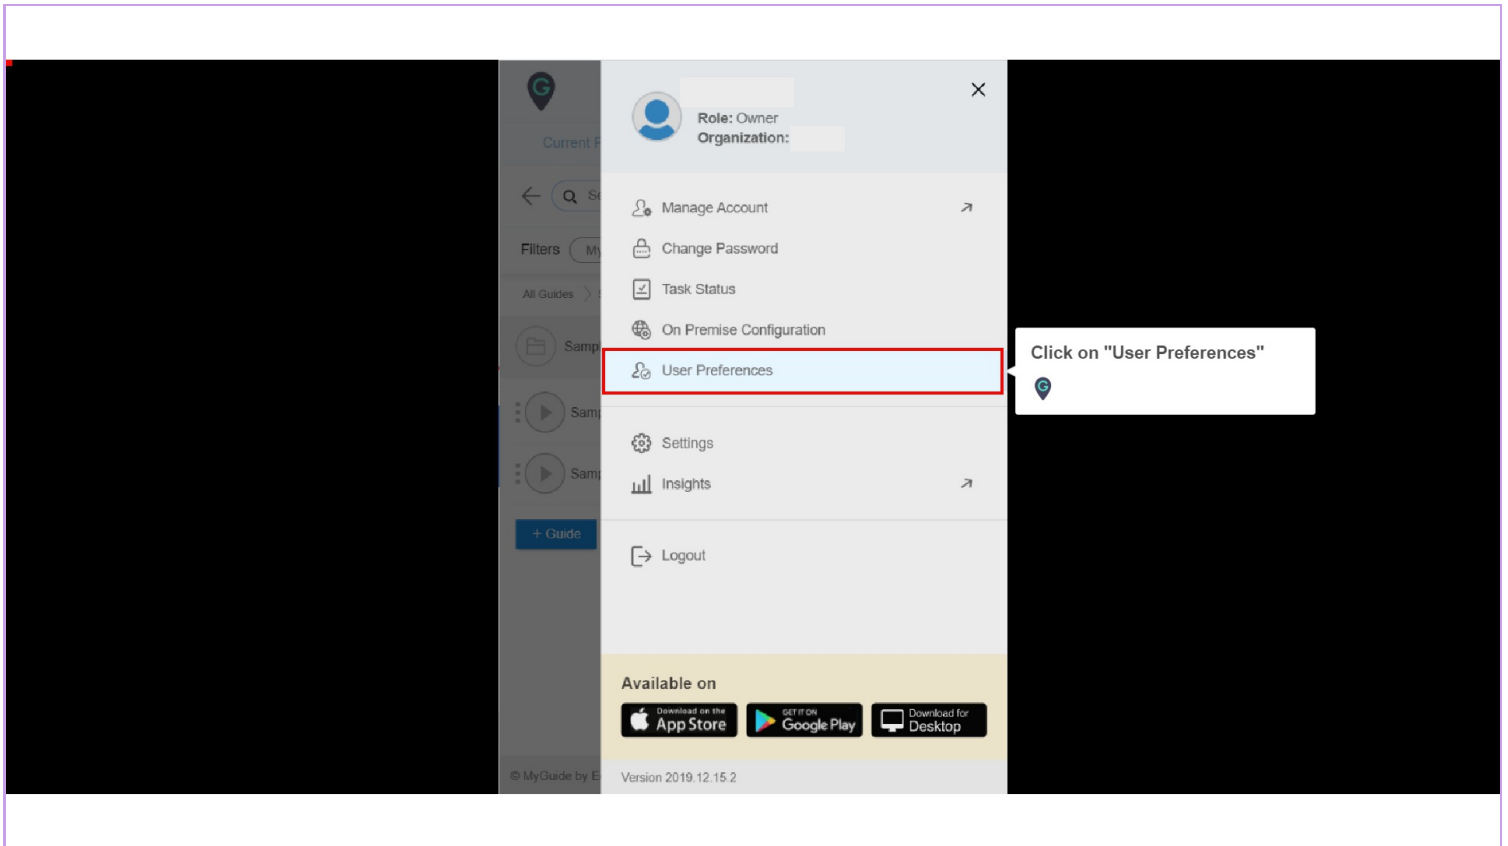 G
Role: Owner
Organization:
Current
Filters
All Guides
Manage Account
Change Password
Task Status
On Premise Configuration
User Preferences
Click on "User Preferences"
G
Settings
Insights
+ Guide
Logout
Available on
Download on the
App Store
GET IT ON
Google Play
Download for
Desktop
© MyGuide by
Version 2019.12.15.2